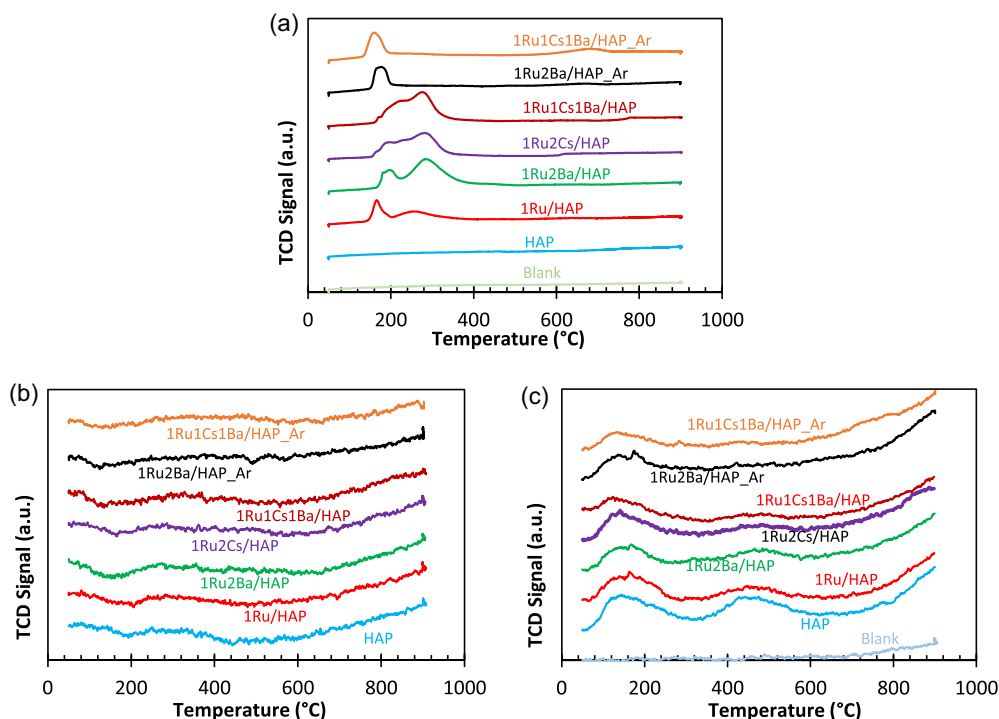 (a)
TCD Signal (a.u.)
1Ru1Cs1Ba/HAP_Ar
1Ru2Ba/HAP_Ar
1Ru1Cs1Ba/HAP
1Ru2Cs/HAP
1Ru2Ba/HAP
1Ru/HAP
HAP
Blank
0 200 400 600 800 1000
Temperature (°C)
(b)
TCD Signal (a.u.)
1Ru1Cs1Ba/HAP_Ar
1Ru2Ba/HAP_Ar
1Ru1Cs1Ba/HAP
1Ru2Cs/HAP
1Ru2Ba/HAP
1Ru/HAP
HAP
0 200 400 600 800 1000
Temperature (°C)
(c)
TCD Signal (a.u.)
1Ru1Cs1Ba/HAP_Ar
1Ru2Ba/HAP_Ar
1Ru1Cs1Ba/HAP
1Ru2Cs/HAP
1Ru2Ba/HAP
1Ru/HAP
HAP
Blank
0 200 400 600 800 1000
Temperature (°C)